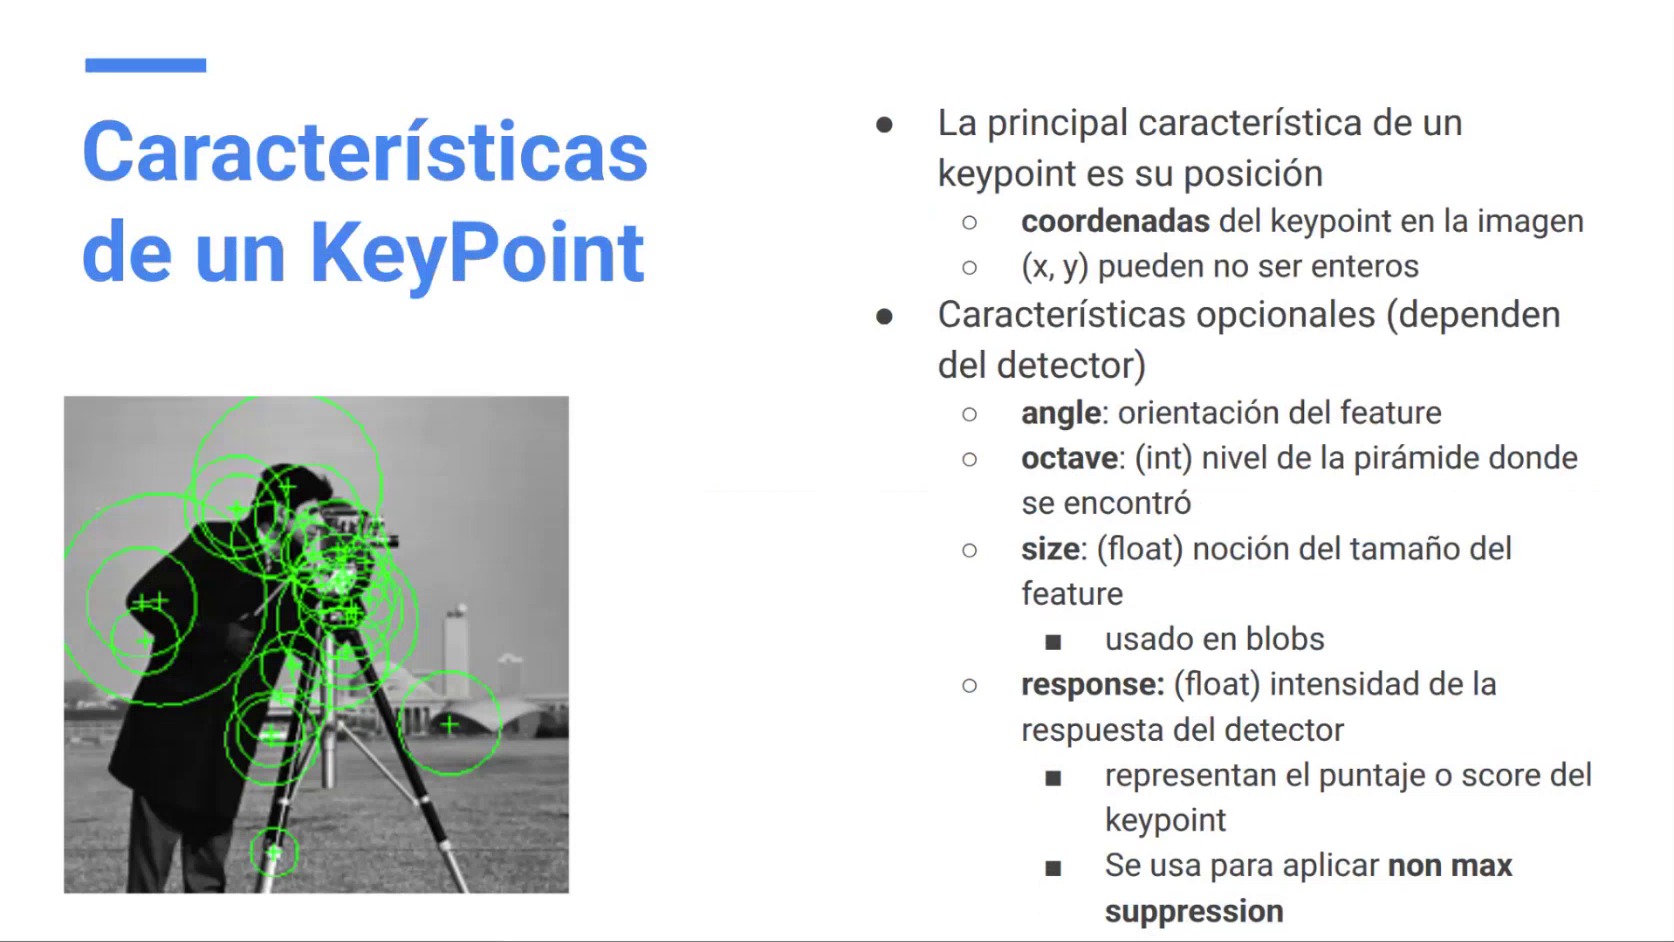 Características
de un KeyPoint
● La principal característica de un
keypoint es su posición
○ coordenadas del keypoint en la imagen
○ (x, y) pueden no ser enteros
● Características opcionales (dependen
del detector)
○ angle: orientación del feature
○ octave: (int) nivel de la pirámide donde
se encontró
○ size: (float) noción del tamaño del
feature
■ usado en blobs
○ response: (float) intensidad de la
respuesta del detector
■ representan el puntaje o score del
keypoint
■ Se usa para aplicar non max
suppression